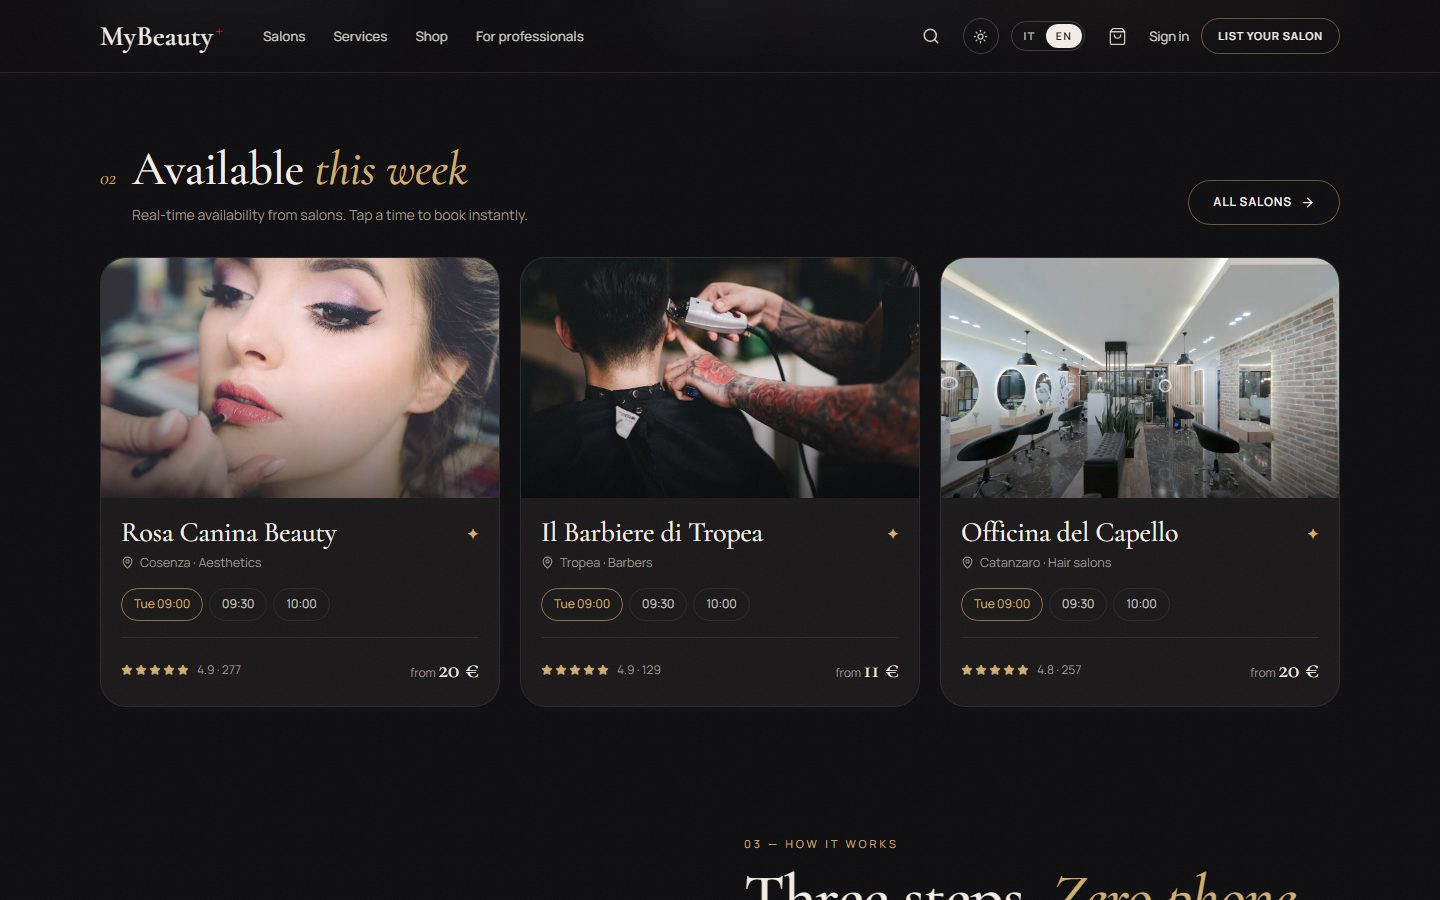 MyBeauty+
Salons Services Shop For professionals
IT EN
Sign in
LIST YOUR SALON
02 Available this week
Real-time availability from salons. Tap a time to book instantly.
ALL SALONS →
Rosa Canina Beauty
Cosenza · Aesthetics
Tue 09:00 09:30 10:00
4.9 · 277
from 20 €
Il Barbiere di Tropea
Tropea · Barbers
Tue 09:00 09:30 10:00
4.9 · 129
from 11 €
Officina del Capello
Catanzaro · Hair salons
Tue 09:00 09:30 10:00
4.8 · 257
from 20 €
03 — HOW IT WORKS
Three steps. Zero phone